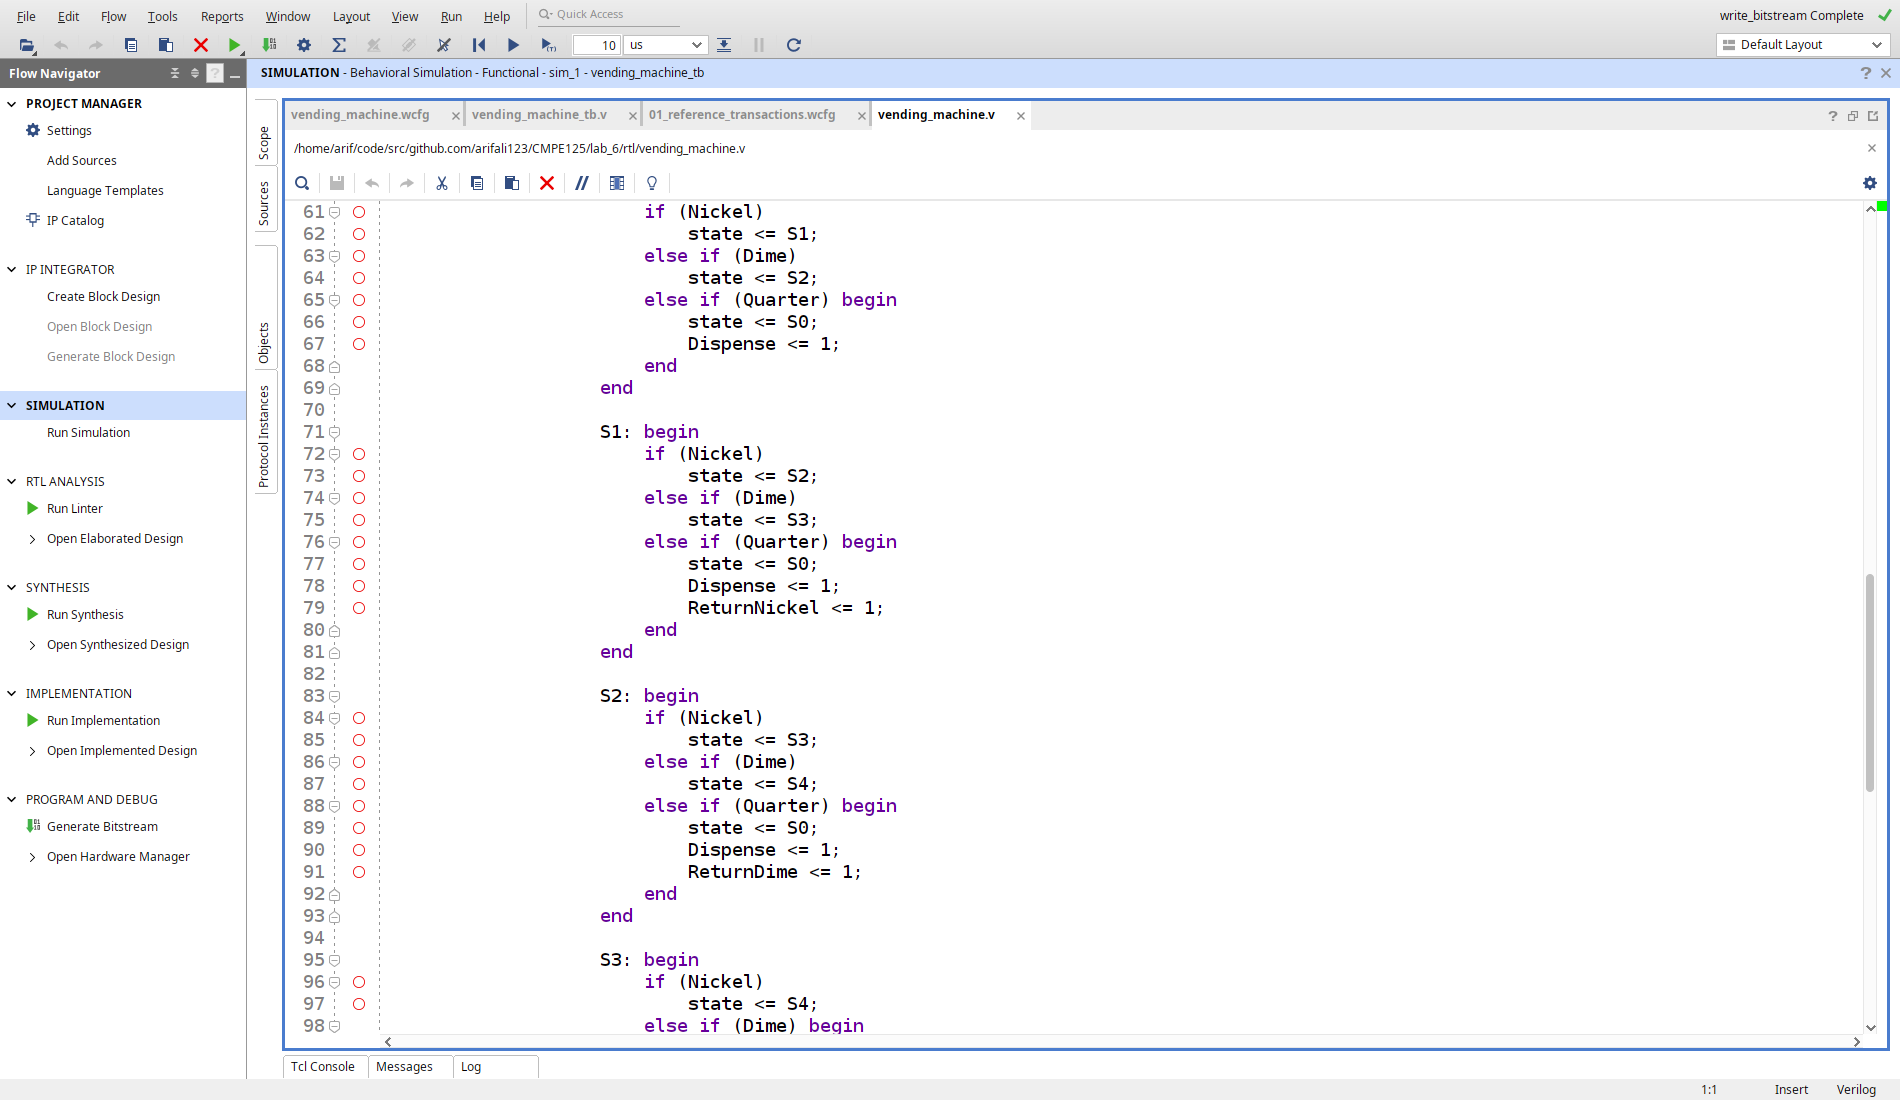 File Edit Flow Tools Reports Window Layout View Run Help Quick Access write_bitstream Complete
10 us Default Layout
Flow Navigator ? SIMULATION - Behavioral Simulation - Functional - sim_1 - vending_machine_tb ?
PROJECT MANAGER
Settings
Add Sources
Language Templates
IP Catalog
IP INTEGRATOR
Create Block Design
Open Block Design
Generate Block Design
SIMULATION
Run Simulation
RTL ANALYSIS
Run Linter
Open Elaborated Design
SYNTHESIS
Run Synthesis
Open Synthesized Design
IMPLEMENTATION
Run Implementation
Open Implemented Design
PROGRAM AND DEBUG
Generate Bitstream
Open Hardware Manager
Scope
Sources
Objects
Protocol Instances
vending_machine.wcfg vending_machine_tb.v 01_reference_transactions.wcfg vending_machine.v ?
/home/arif/code/src/github.com/arifali123/CMPE125/lab_6/rtl/vending_machine.v
61 if (Nickel)
62 state <= S1;
63 else if (Dime)
64 state <= S2;
65 else if (Quarter) begin
66 state <= S0;
67 Dispense <= 1;
68 end
69 end
70
71 S1: begin
72 if (Nickel)
73 state <= S2;
74 else if (Dime)
75 state <= S3;
76 else if (Quarter) begin
77 state <= S0;
78 Dispense <= 1;
79 ReturnNickel <= 1;
80 end
81 end
82
83 S2: begin
84 if (Nickel)
85 state <= S3;
86 else if (Dime)
87 state <= S4;
88 else if (Quarter) begin
89 state <= S0;
90 Dispense <= 1;
91 ReturnDime <= 1;
92 end
93 end
94
95 S3: begin
96 if (Nickel)
97 state <= S4;
98 else if (Dime) begin
Tcl Console Messages Log
1:1 Insert Verilog